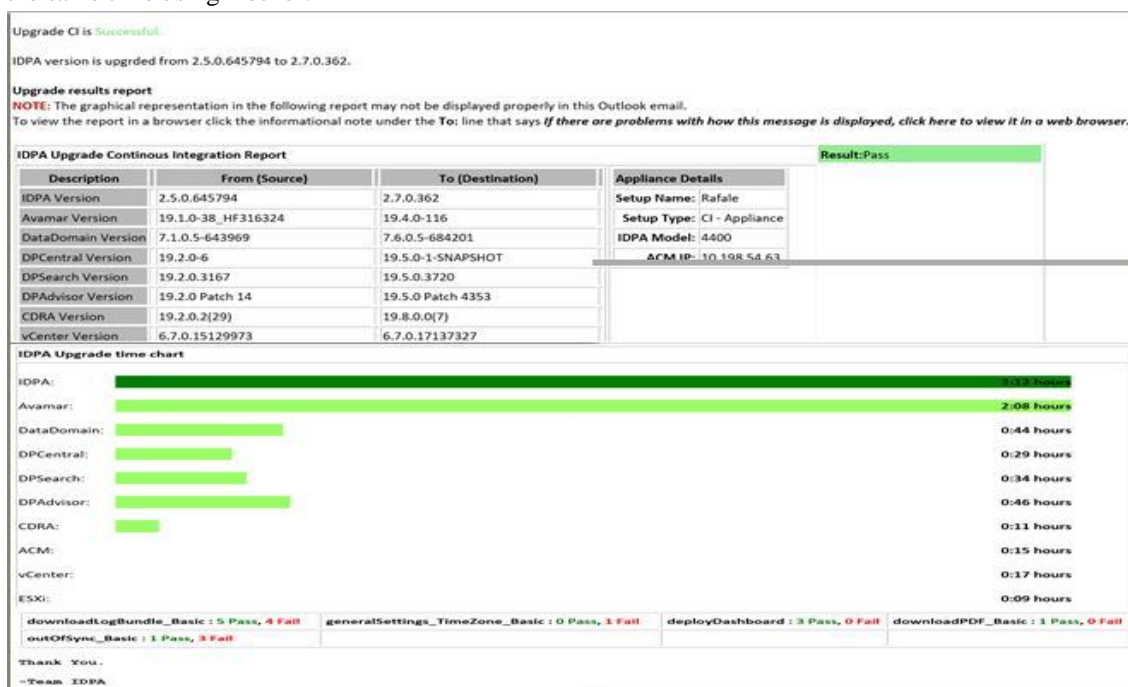 Upgrade CI is Successful.
IDPA version is upgrded from 2.5.0.645794 to 2.7.0.362.
Upgrade results report
NOTE: The graphical representation in the following report may not be displayed properly in this Outlook email.
To view the report in a browser click the informational note under the To: line that says If there are problems with how this message is displayed, click here to view it in a web browser.
IDPA Upgrade Continous Integration Report Result:Pass
Description From (Source) To (Destination) Appliance Details
IDPA Version 2.5.0.645794 2.7.0.362 Setup Name: Rafale
Avamar Version 19.1.0-38_HF316324 19.4.0-116 Setup Type: CI - Appliance
DataDomain Version 7.1.0.5-643969 7.6.0.5-684201 IDPA Model: 4400
DPCentral Version 19.2.0-6 19.5.0-1-SNAPSHOT ACM IP: 10.198.54.63
DPSearch Version 19.2.0.3167 19.5.0.3720
DPAdvisor Version 19.2.0 Patch 14 19.5.0 Patch 4353
CDRA Version 19.2.0.2(29) 19.8.0.0(7)
vCenter Version 6.7.0.15129973 6.7.0.17137327
IDPA Upgrade time chart
IDPA: 3:12 hours
Avamar: 2:08 hours
DataDomain: 0:44 hours
DPCentral: 0:29 hours
DPSearch: 0:34 hours
DPAdvisor: 0:46 hours
CDRA: 0:11 hours
ACM: 0:15 hours
vCenter: 0:17 hours
ESXi: 0:09 hours
downloadLogBundle_Basic : 5 Pass, 4 Fail generalSettings_TimeZone_Basic : 0 Pass, 1 Fail deployDashboard : 3 Pass, 0 Fail downloadPDF_Basic : 1 Pass, 0 Fail
outOfSync_Basic : 1 Pass, 3 Fail
Thank You.
-Team IDPA